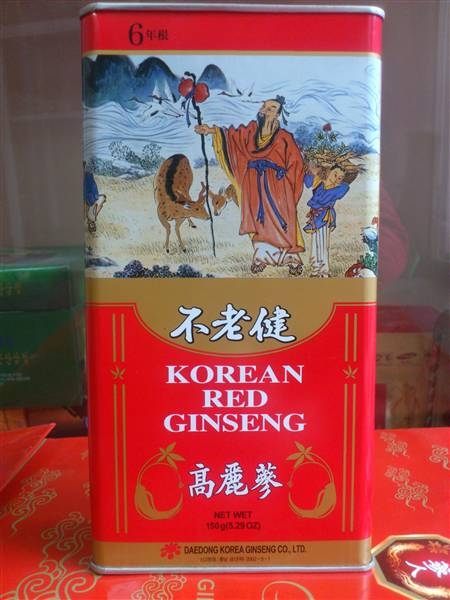 6年根
不老健
KOREAN
RED
GINSENG
高麗蔘
NET WET
150g(5.29 OZ)
DAEDONG KOREA GINSENG CO., LTD.